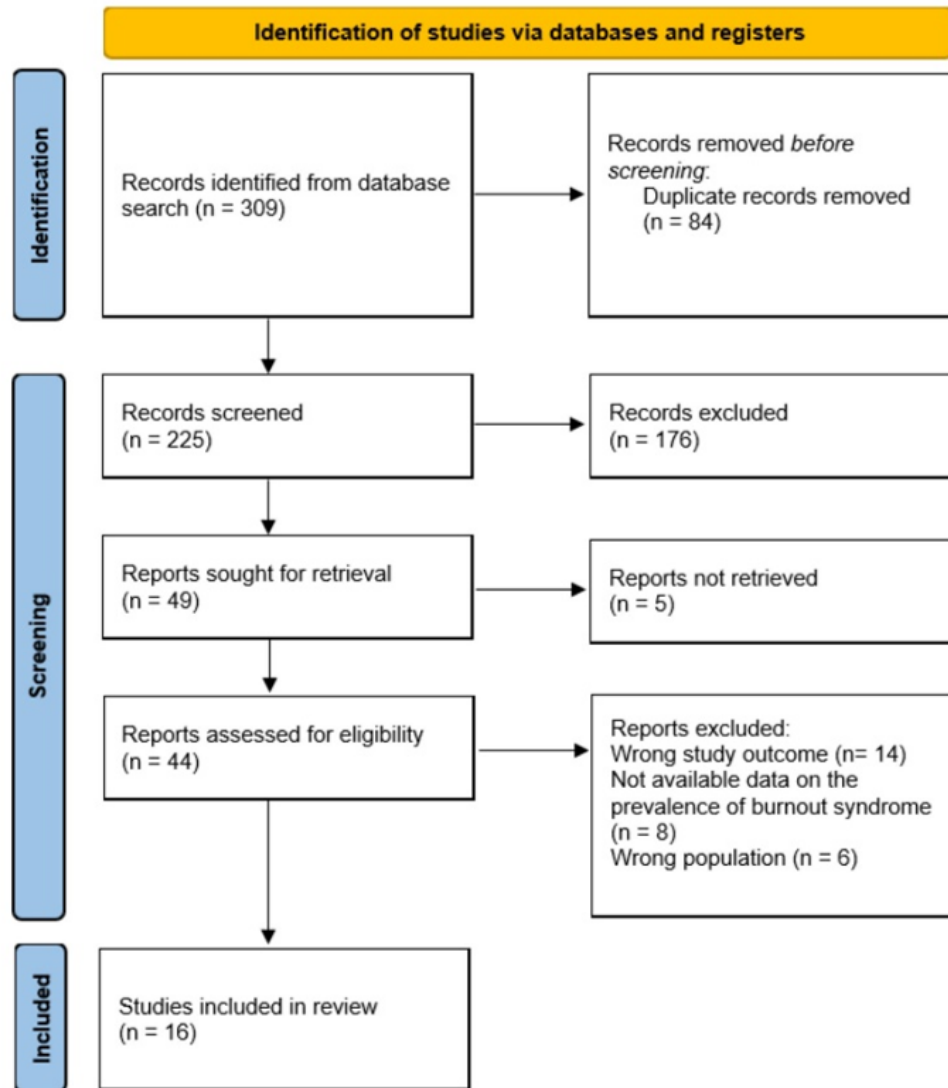 Identification of studies via databases and registers
Identification
Records identified from database
search (n = 309)
Records removed before
screening:
Duplicate records removed
(n = 84)
Screening
Records screened
(n = 225)
Records excluded
(n = 176)
Reports sought for retrieval
(n = 49)
Reports not retrieved
(n = 5)
Reports assessed for eligibility
(n = 44)
Reports excluded:
Wrong study outcome (n= 14)
Not available data on the
prevalence of burnout syndrome
(n = 8)
Wrong population (n = 6)
Included
Studies included in review
(n = 16)